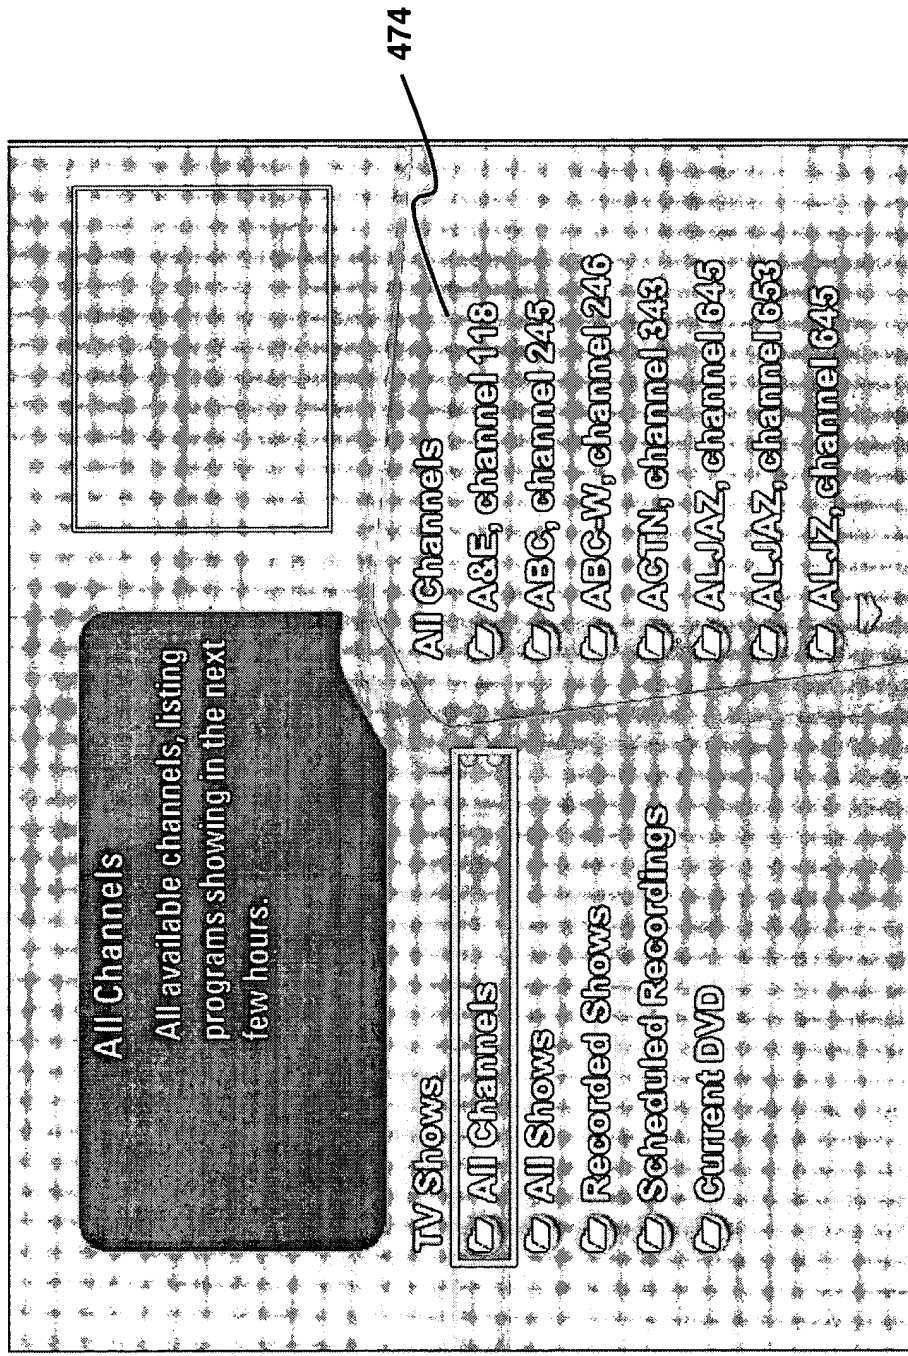 All Channels
All available channels, listing
programs showing in the next
few hours.
TV Shows
All Channels
All Shows
Recorded Shows
Scheduled Recordings
Current DVD
All Channels
A&E, channel 118
ABC, channel 245
ABC-W, channel 246
ACTN, channel 343
ALJAZ, channel 645
ALJAZ, channel 653
ALJZ, channel 645
474